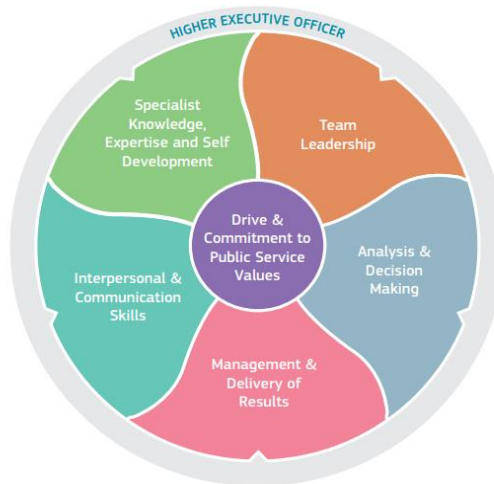 HIGHER EXECUTIVE OFFICER
Specialist
Knowledge,
Expertise and Self
Development
Team
Leadership
Drive &
Commitment to
Public Service
Values
Analysis &
Decision
Making
Interpersonal &
Communication
Skills
Management &
Delivery of
Results